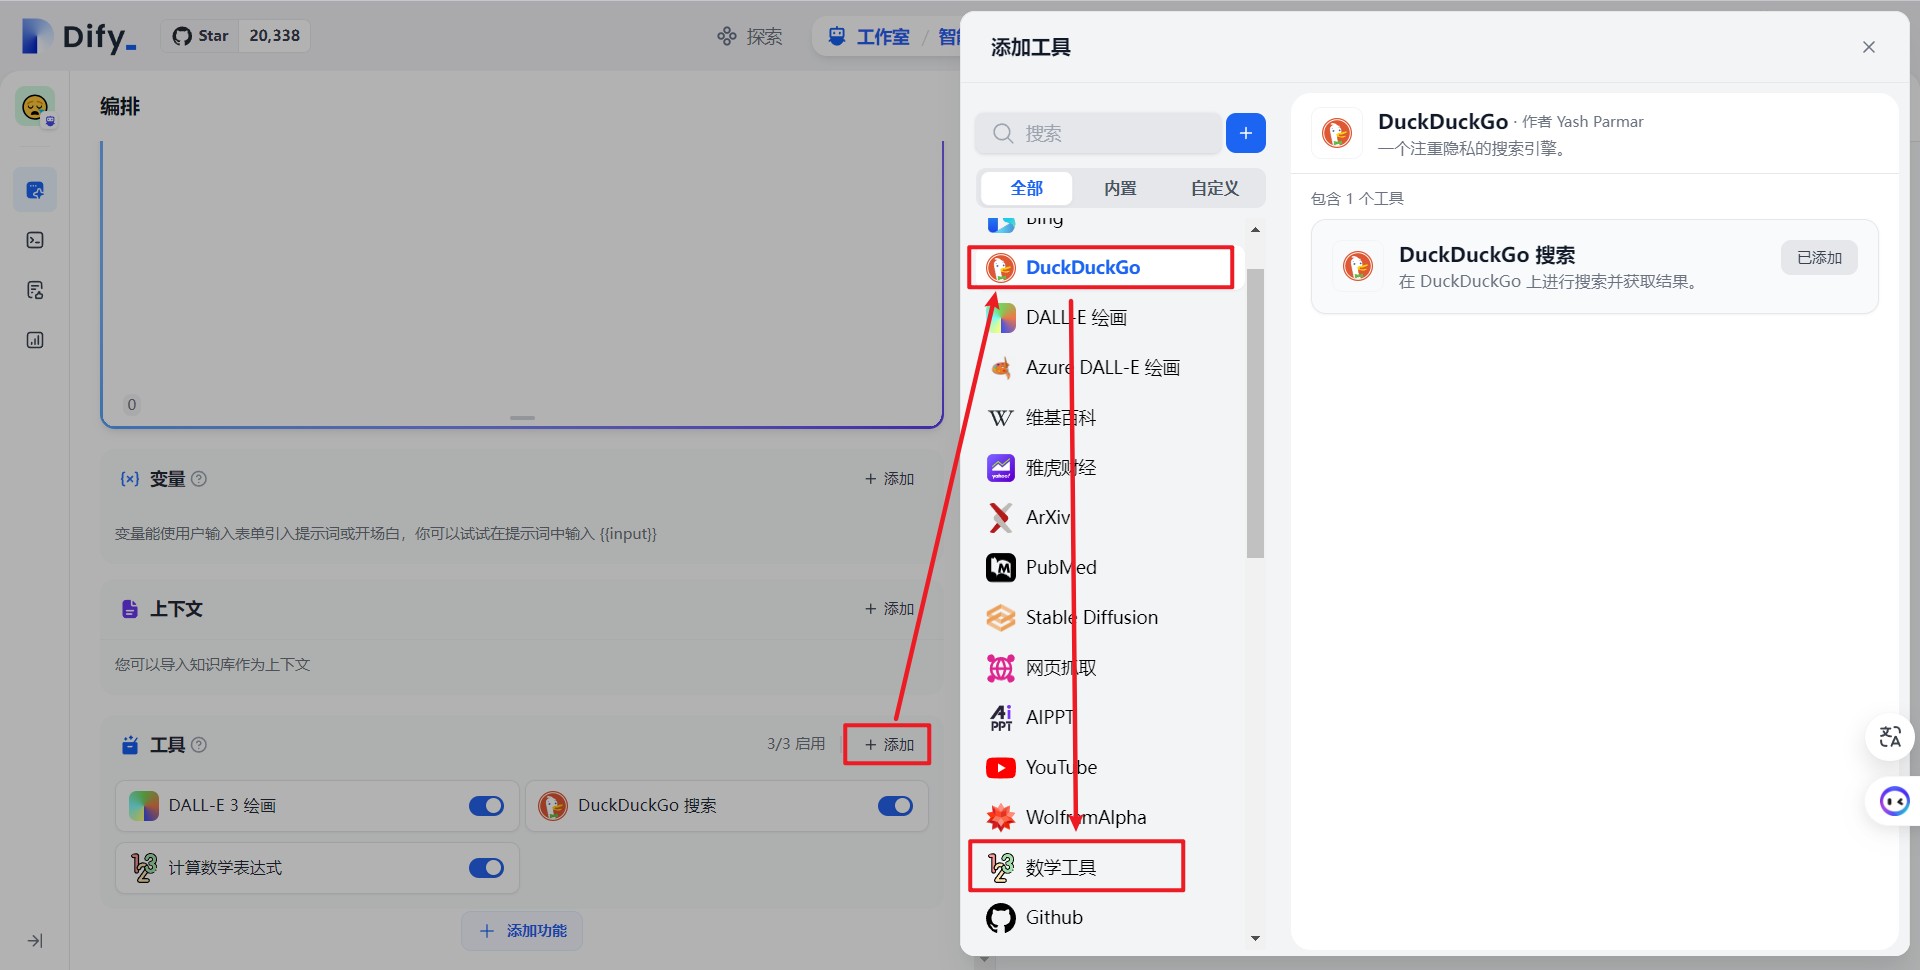 Dify_
Star 20,338
探索
工作室 / 智
编排
0
变量
+ 添加
变量能使用户输入表单引入提示词或开场白，你可以试试在提示词中输入 {{input}}
上下文
+ 添加
您可以导入知识库作为上下文
工具
3/3 启用
+ 添加
DALL-E 3 绘画
DuckDuckGo 搜索
计算数学表达式
+ 添加功能
添加工具
搜索
+
全部 内置 自定义
Bing
DuckDuckGo
DALL-E 绘画
Azure DALL-E 绘画
维基百科
雅虎财经
ArXiv
PubMed
Stable Diffusion
网页抓取
AIPPT
YouTube
WolframAlpha
数学工具
Github
DuckDuckGo · 作者 Yash Parmar
一个注重隐私的搜索引擎。
包含 1 个工具
DuckDuckGo 搜索
在 DuckDuckGo 上进行搜索并获取结果。
已添加